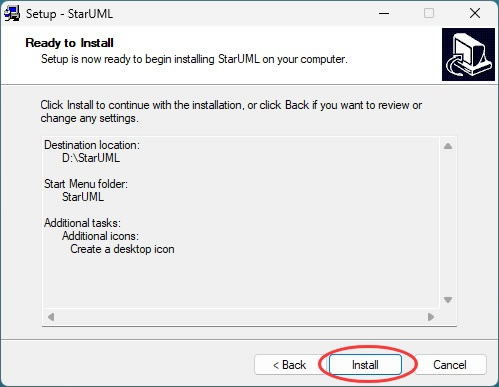 Setup - StarUML
Ready to Install
Setup is now ready to begin installing StarUML on your computer.
Click Install to continue with the installation, or click Back if you want to review or
change any settings.
Destination location:
D:\StarUML
Start Menu folder:
StarUML
Additional tasks:
Additional icons:
Create a desktop icon
< Back
Install
Cancel